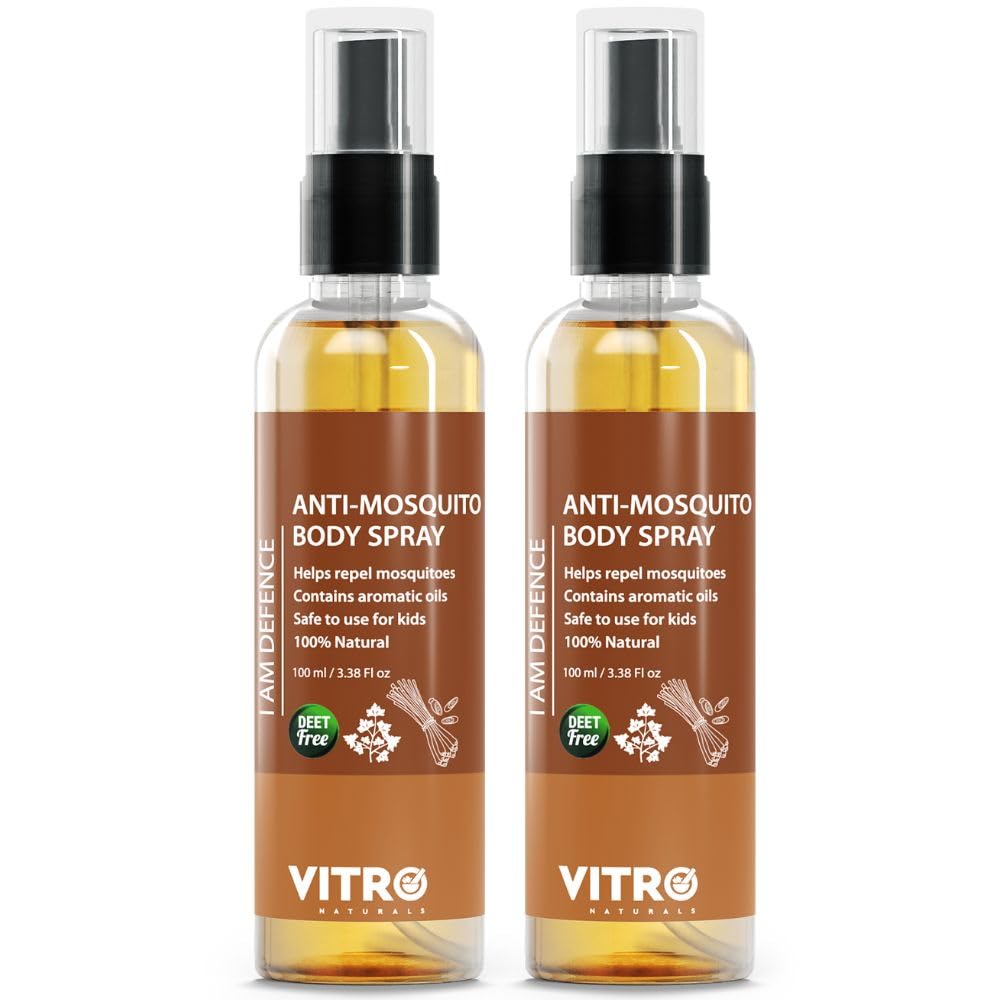 I AM DEFENCE
ANTI-MOSQUITO
BODY SPRAY
Helps repel mosquitoes
Contains aromatic oils
Safe to use for kids
100% Natural
100 ml / 3.38 Fl oz
DEET
Free
VITRO
NATURALS
I AM DEFENCE
ANTI-MOSQUITO
BODY SPRAY
Helps repel mosquitoes
Contains aromatic oils
Safe to use for kids
100% Natural
100 ml / 3.38 Fl oz
DEET
Free
VITRO
NATURALS